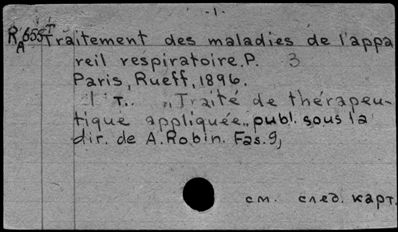 -1-
R,655 I Traitement des maladies de l'appa
A
reil respiratoire. P. 3
Paris, Rueff, 1896.
T. „Traité de thérapeu-
tique appliquée„ publ. sous la
dir. de A. Robin. Fas. 9,
см. след. карт.